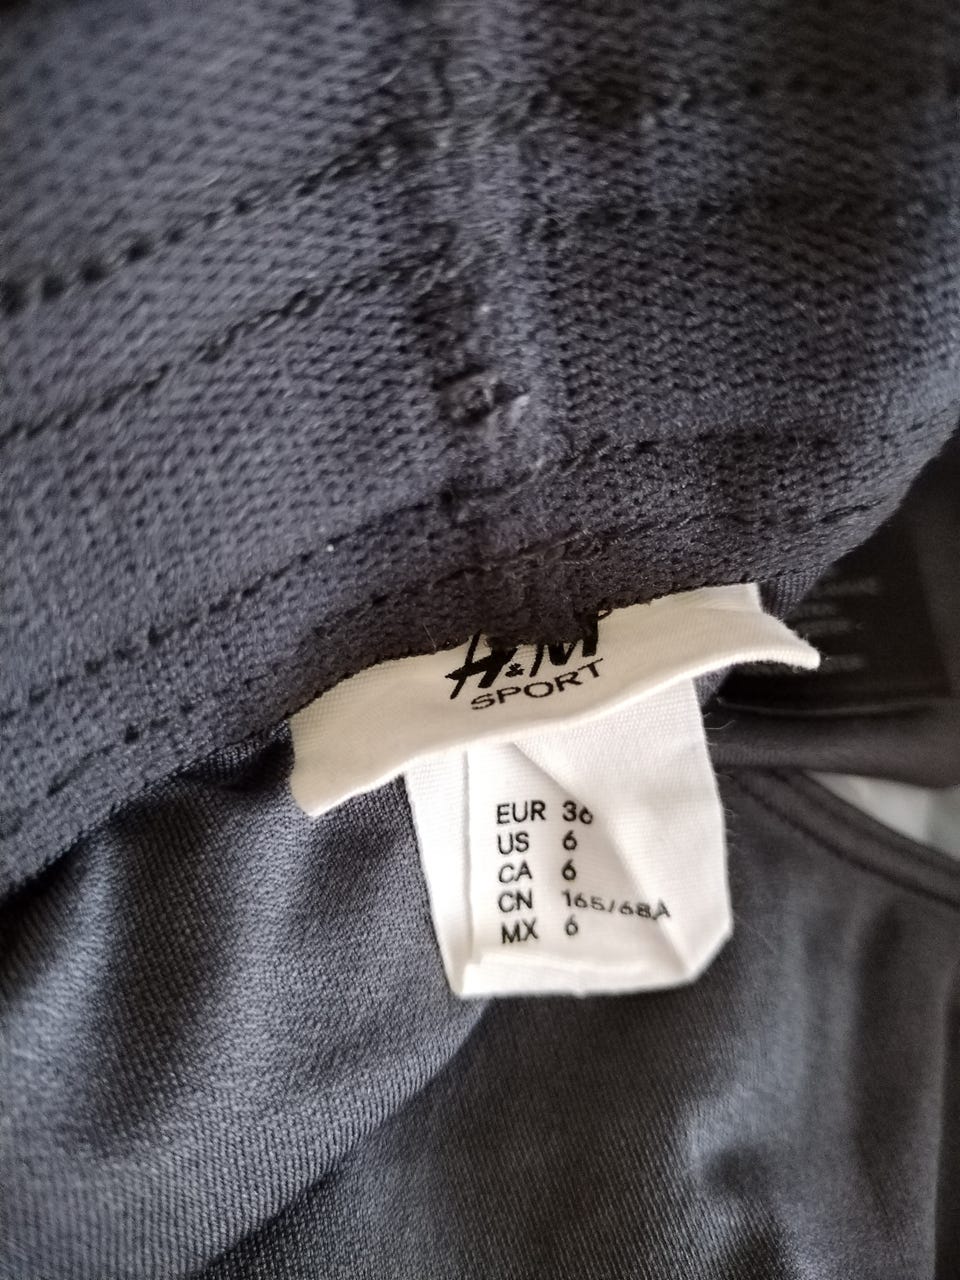 H&M
SPORT
EUR 36
US 6
CA 6
CN 165/68A
MX 6